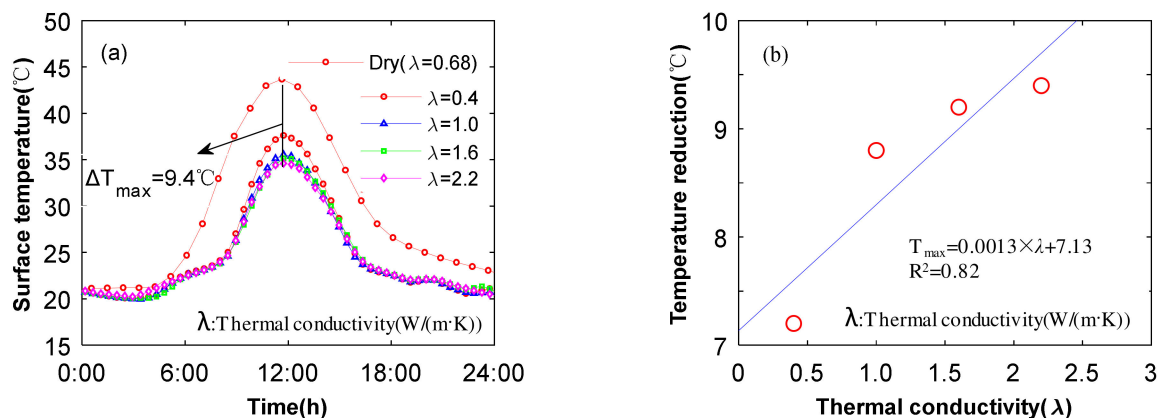 50
45
40
35
30
25
20
15
Surface temperature(℃)
(a)
Dry(λ=0.68)
λ=0.4
λ=1.0
λ=1.6
λ=2.2
ΔTmax=9.4℃
λ:Thermal conductivity(W/(m·K))
0:00 6:00 12:00 18:00 24:00
Time(h)
10
9
8
7
Temperature reduction(℃)
(b)
Tmax=0.0013×λ+7.13
R²=0.82
λ:Thermal conductivity(W/(m·K))
0 0.5 1.0 1.5 2.0 2.5 3
Thermal conductivity(λ)